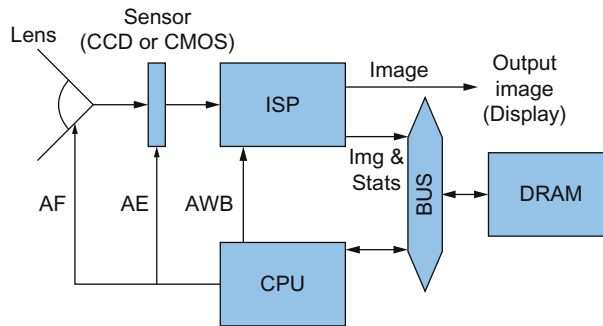 Lens
Sensor
(CCD or CMOS)
ISP
Image
Output
image
(Display)
Img &
Stats
BUS
DRAM
AF
AE
AWB
CPU